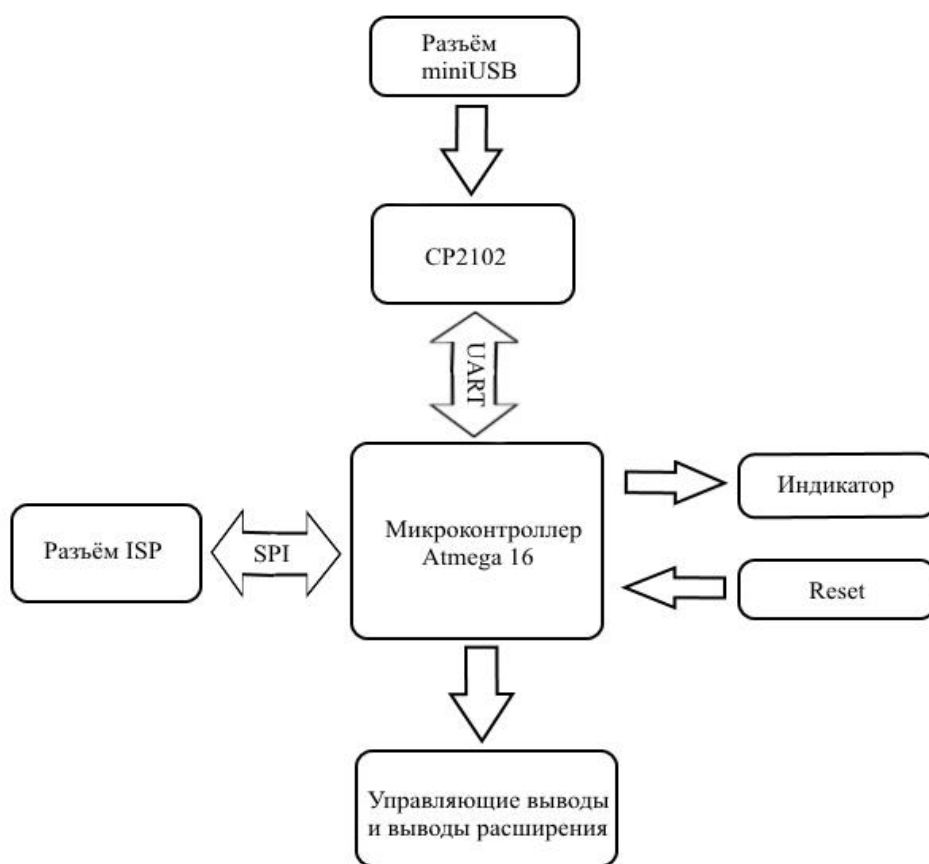 Разъём
miniUSB
CP2102
UART
Микроконтроллер
Atmega 16
Индикатор
Разъём ISP
SPI
Reset
Управляющие выводы
и выводы расширения